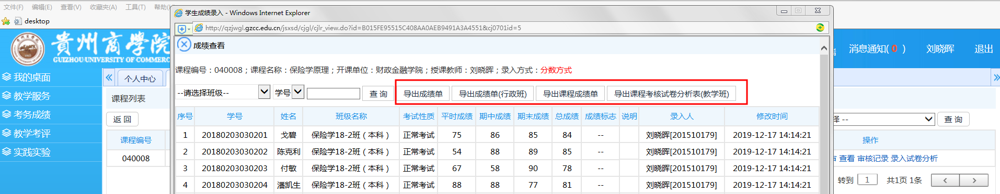 文件(F) 编辑(E) 查看(V) 收藏夹(A) 工具(T) 帮助(
desktop
学生成绩录入 - Windows Internet Explorer
http://qzjwgl.gzcc.edu.cn/jsxsd/cjgl/cjlr_view.do?id=B015FE95515C408AA0AEB9491A3A4551&cj0701id=5
貴州商學院
GUIZHOU UNIVERSITY OF COMMERC
消息通知( 0 ) 刘晓晖 退出
我的桌面
教学服务
考务成绩
教学考评
实践实验
个人中心
课程列表
返 回
课程编号
040008
成绩查看
课程编号：040008；课程名称：保险学原理；开课单位：财政金融学院；授课教师：刘晓晖；录入方式：分数方式
--请选择班级-- 学号 查 询 导出成绩单 导出成绩单(行政班) 导出课程成绩单 导出课程考核试卷分析表(教学班)
序号 学号 姓名 班级名称 考试性质 平时成绩 期中成绩 期末成绩 总成绩 成绩标志 说明 录入人 修改时间
1 20180203030201 戈碧 保险学18-2班（本科） 正常考试 75 86 85 84 -- 刘晓晖[201510179] 2019-12-17 14:14:21
2 20180203030202 陈克利 保险学18-2班（本科） 正常考试 54 88 89 85 -- 刘晓晖[201510179] 2019-12-17 14:14:21
3 20180203030203 付敏 保险学18-2班（本科） 正常考试 67 58 90 78 -- 刘晓晖[201510179] 2019-12-17 14:14:21
4 20180203030204 潘凯生 保险学18-2班（本科） 正常考试 88 88 77 81 -- 刘晓晖[201510179] 2019-12-17 14:14:21
择 -- 查 询
操作
查看 审核记录 录入试卷分析
转到 1 共1页 1条 < >